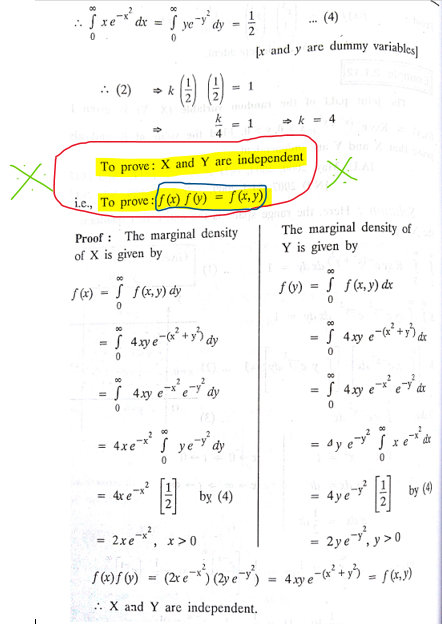 ∴ ∫₀^∞ x e^{-x²} dx = ∫₀^∞ y e^{-y²} dy = 1/2 ... (4)
[x and y are dummy variables]
∴ (2) ⇒ k (1/2) (1/2) = 1
⇒ k/4 = 1 ⇒ k = 4
To prove : X and Y are independent
i.e., To prove : f(x) f(y) = f(x,y)
Proof : The marginal density
of X is given by
f(x) = ∫₀^∞ f(x,y) dy
= ∫₀^∞ 4xy e^{-(x² + y²)} dy
= ∫₀^∞ 4xy e^{-x²} e^{-y²} dy
= 4x e^{-x²} ∫₀^∞ y e^{-y²} dy
= 4x e^{-x²} [1/2] by (4)
= 2x e^{-x²}, x > 0
The marginal density of
Y is given by
f(y) = ∫₀^∞ f(x,y) dx
= ∫₀^∞ 4xy e^{-(x² + y²)} dx
= ∫₀^∞ 4xy e^{-x²} e^{-y²} dx
= 4y e^{-y²} ∫₀^∞ x e^{-x²} dx
= 4y e^{-y²} [1/2] by (4)
= 2y e^{-y²}, y > 0
f(x) f(y) = (2x e^{-x²}) (2y e^{-y²}) = 4xy e^{-(x² + y²)} = f(x,y)
∴ X and Y are independent.